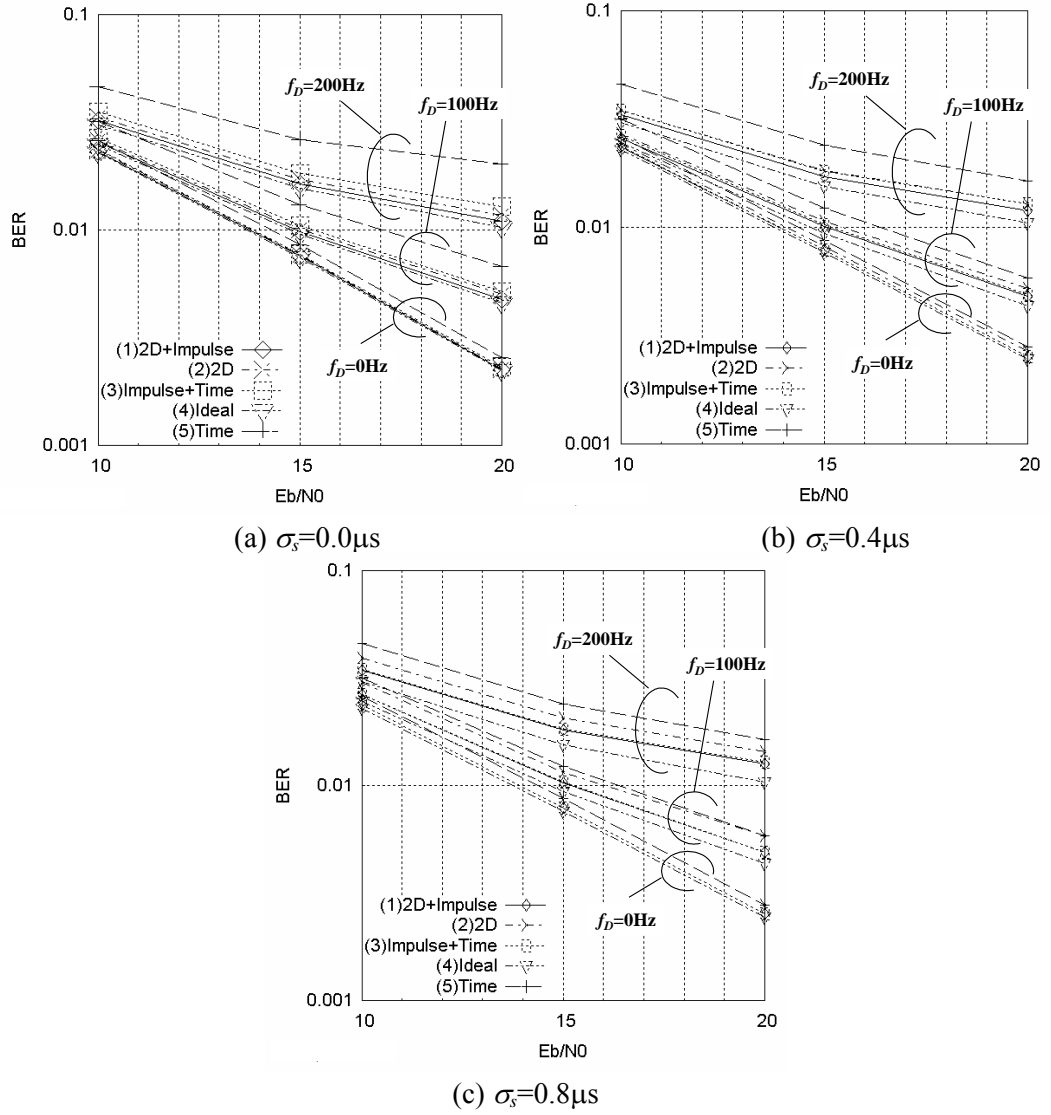 0.1
0.01
0.001
BER
10
15
20
Eb/N0
f_D=200Hz
f_D=100Hz
f_D=0Hz
(1)2D+Impulse
(2)2D
(3)Impulse+Time
(4)Ideal
(5)Time
(a) σs=0.0μs
0.1
0.01
0.001
BER
10
15
20
Eb/N0
f_D=200Hz
f_D=100Hz
f_D=0Hz
(1)2D+Impulse
(2)2D
(3)Impulse+Time
(4)Ideal
(5)Time
(b) σs=0.4μs
0.1
0.01
0.001
BER
10
15
20
Eb/N0
f_D=200Hz
f_D=100Hz
f_D=0Hz
(1)2D+Impulse
(2)2D
(3)Impulse+Time
(4)Ideal
(5)Time
(c) σs=0.8μs